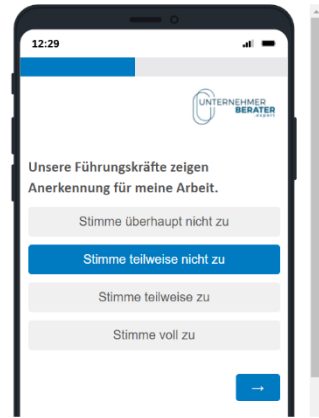 12:29
UNTERNEHMER
BERATER
.expert
Unsere Führungskräfte zeigen
Anerkennung für meine Arbeit.
Stimme überhaupt nicht zu
Stimme teilweise nicht zu
Stimme teilweise zu
Stimme voll zu
→